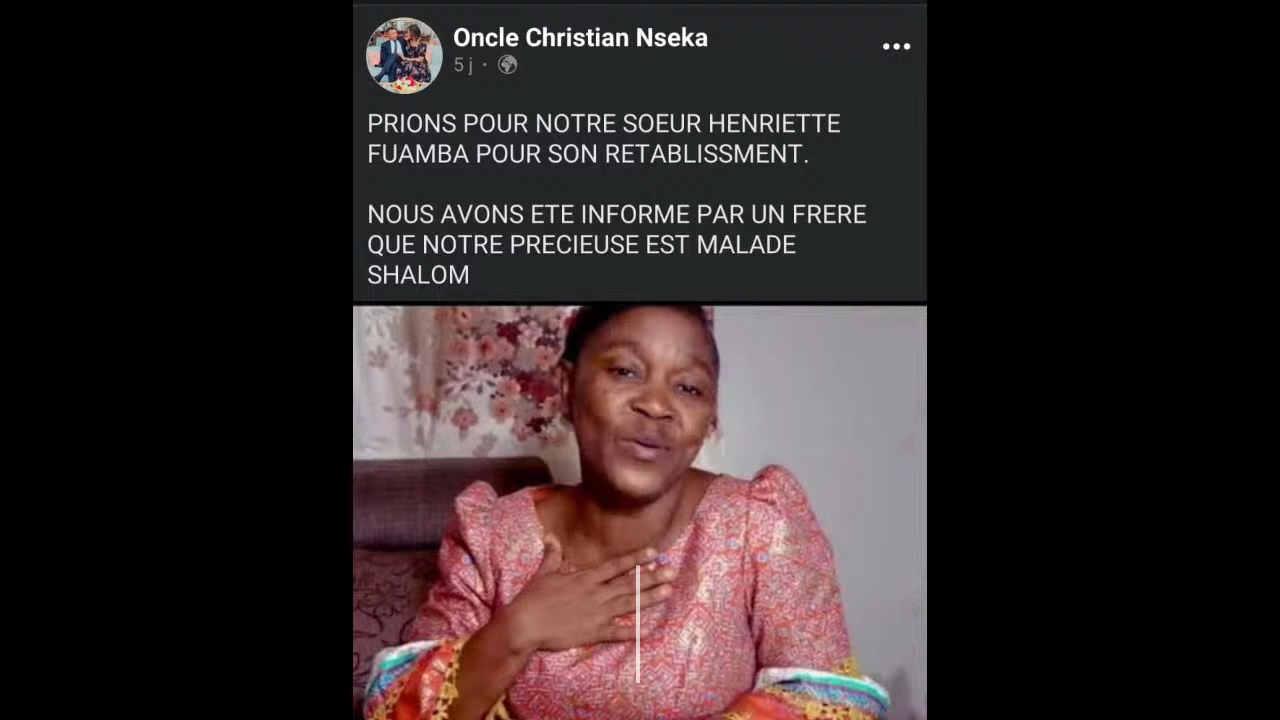 Oncle Christian Nseka
5 j ·
PRIONS POUR NOTRE SOEUR HENRIETTE
FUAMBA POUR SON RETABLISSMENT.
NOUS AVONS ETE INFORME PAR UN FRERE
QUE NOTRE PRECIEUSE EST MALADE
SHALOM